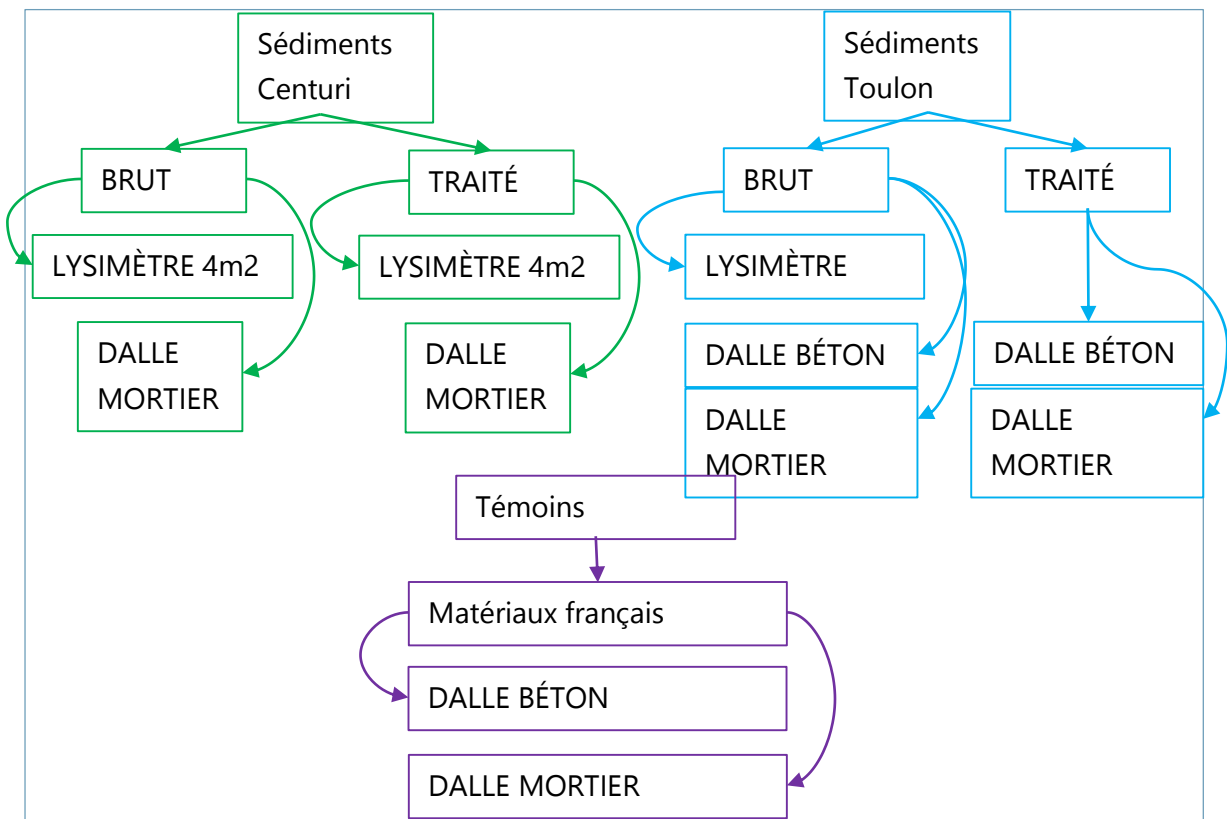 Sédiments
Centuri
Sédiments
Toulon
BRUT
TRAITÉ
BRUT
TRAITÉ
LYSIMÈTRE 4m2
LYSIMÈTRE 4m2
LYSIMÈTRE
DALLE
MORTIER
DALLE
MORTIER
DALLE BÉTON
DALLE BÉTON
DALLE
MORTIER
DALLE
MORTIER
Témoins
Matériaux français
DALLE BÉTON
DALLE MORTIER